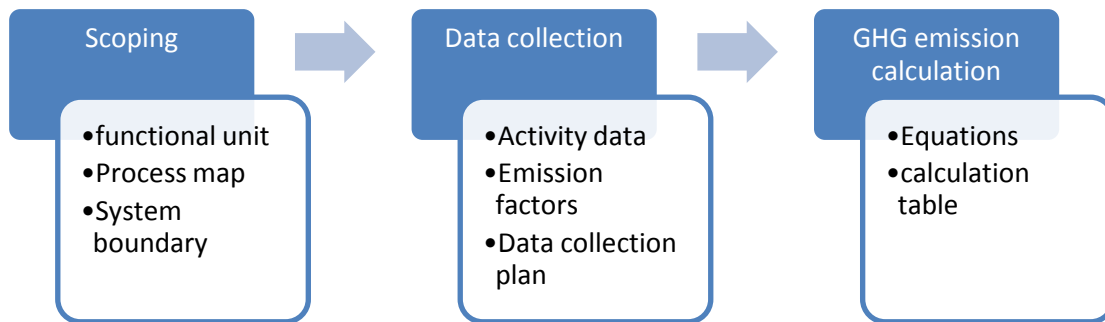 Scoping
•functional unit
•Process map
•System
boundary
Data collection
•Activity data
•Emission
factors
•Data collection
plan
GHG emission
calculation
•Equations
•calculation
table